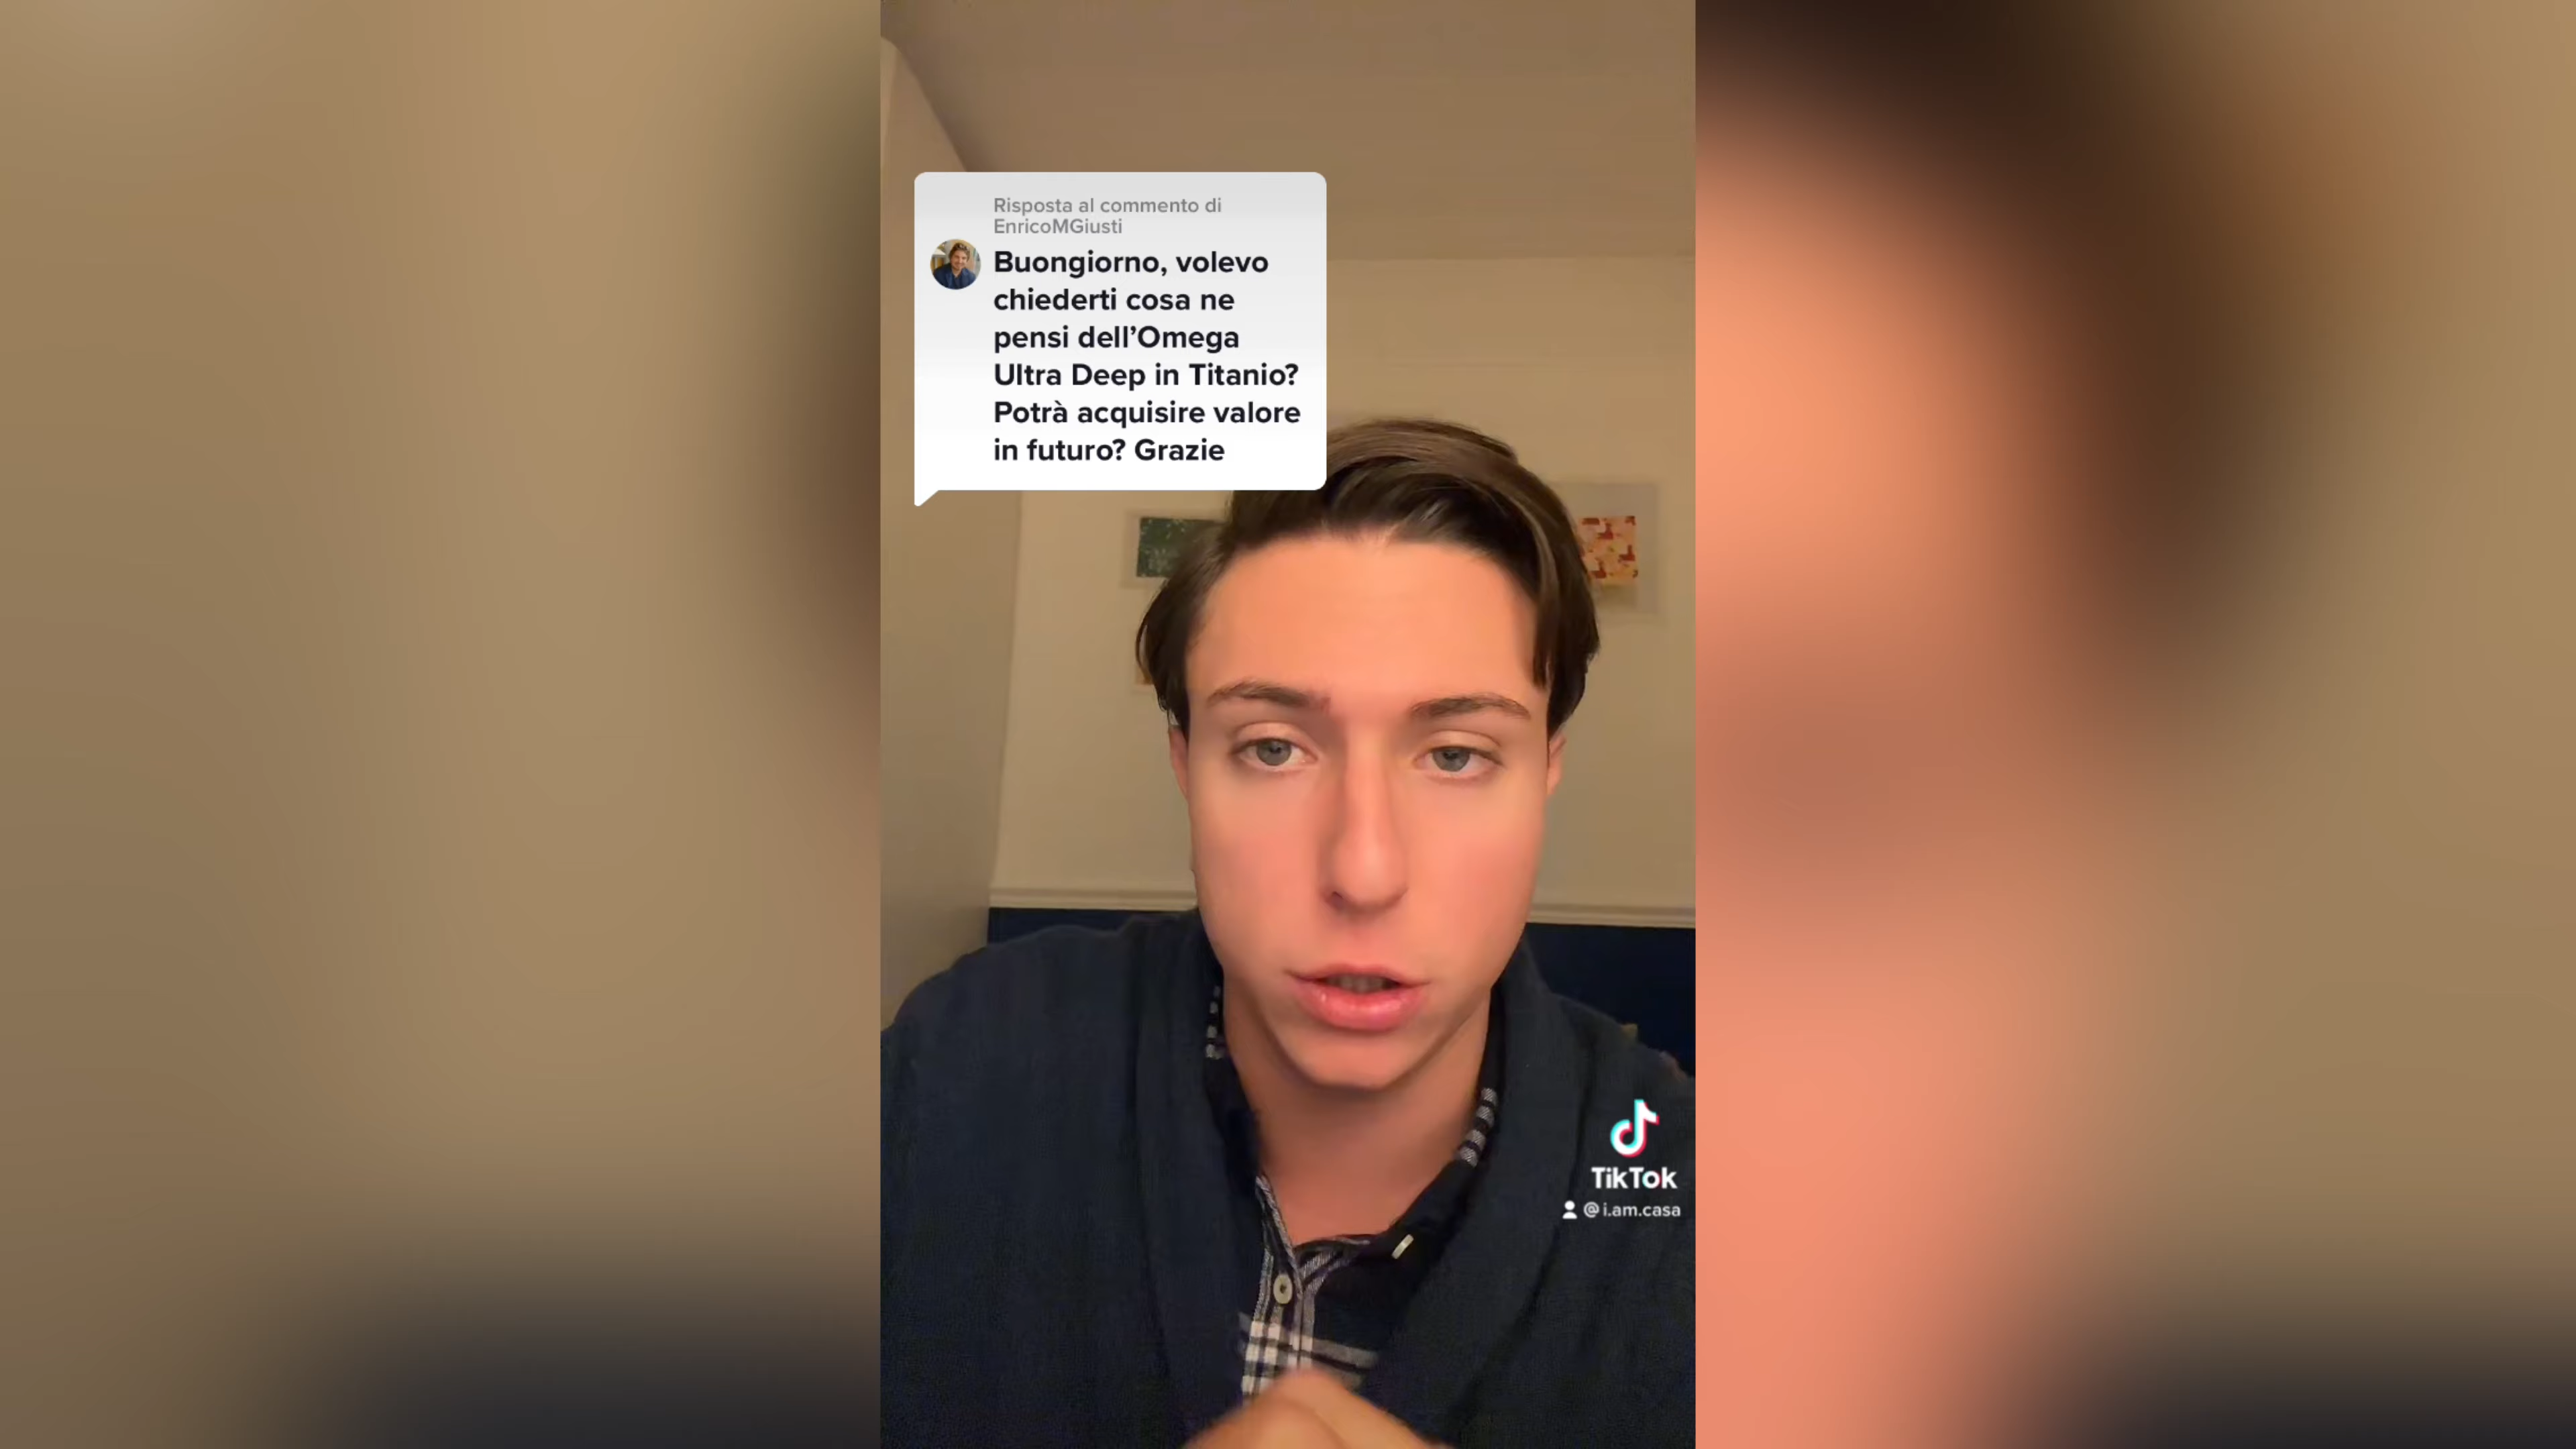 Risposta al commento di
EnricoMGiusti
Buongiorno, volevo
chiederti cosa ne
pensi dell’Omega
Ultra Deep in Titanio?
Potrà acquisire valore
in futuro? Grazie
TikTok
@i.am.casa